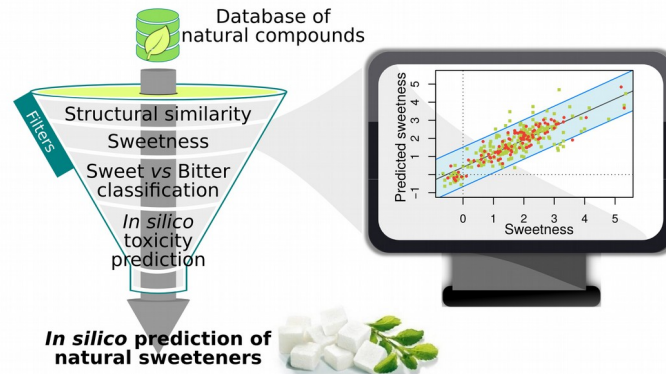 Database of
natural compounds
Filters
Structural similarity
Sweetness
Sweet vs Bitter
classification
In silico
toxicity
prediction
In silico prediction of
natural sweeteners
Predicted sweetness
5
4
3
2
1
−1
0 1 2 3 4 5
Sweetness